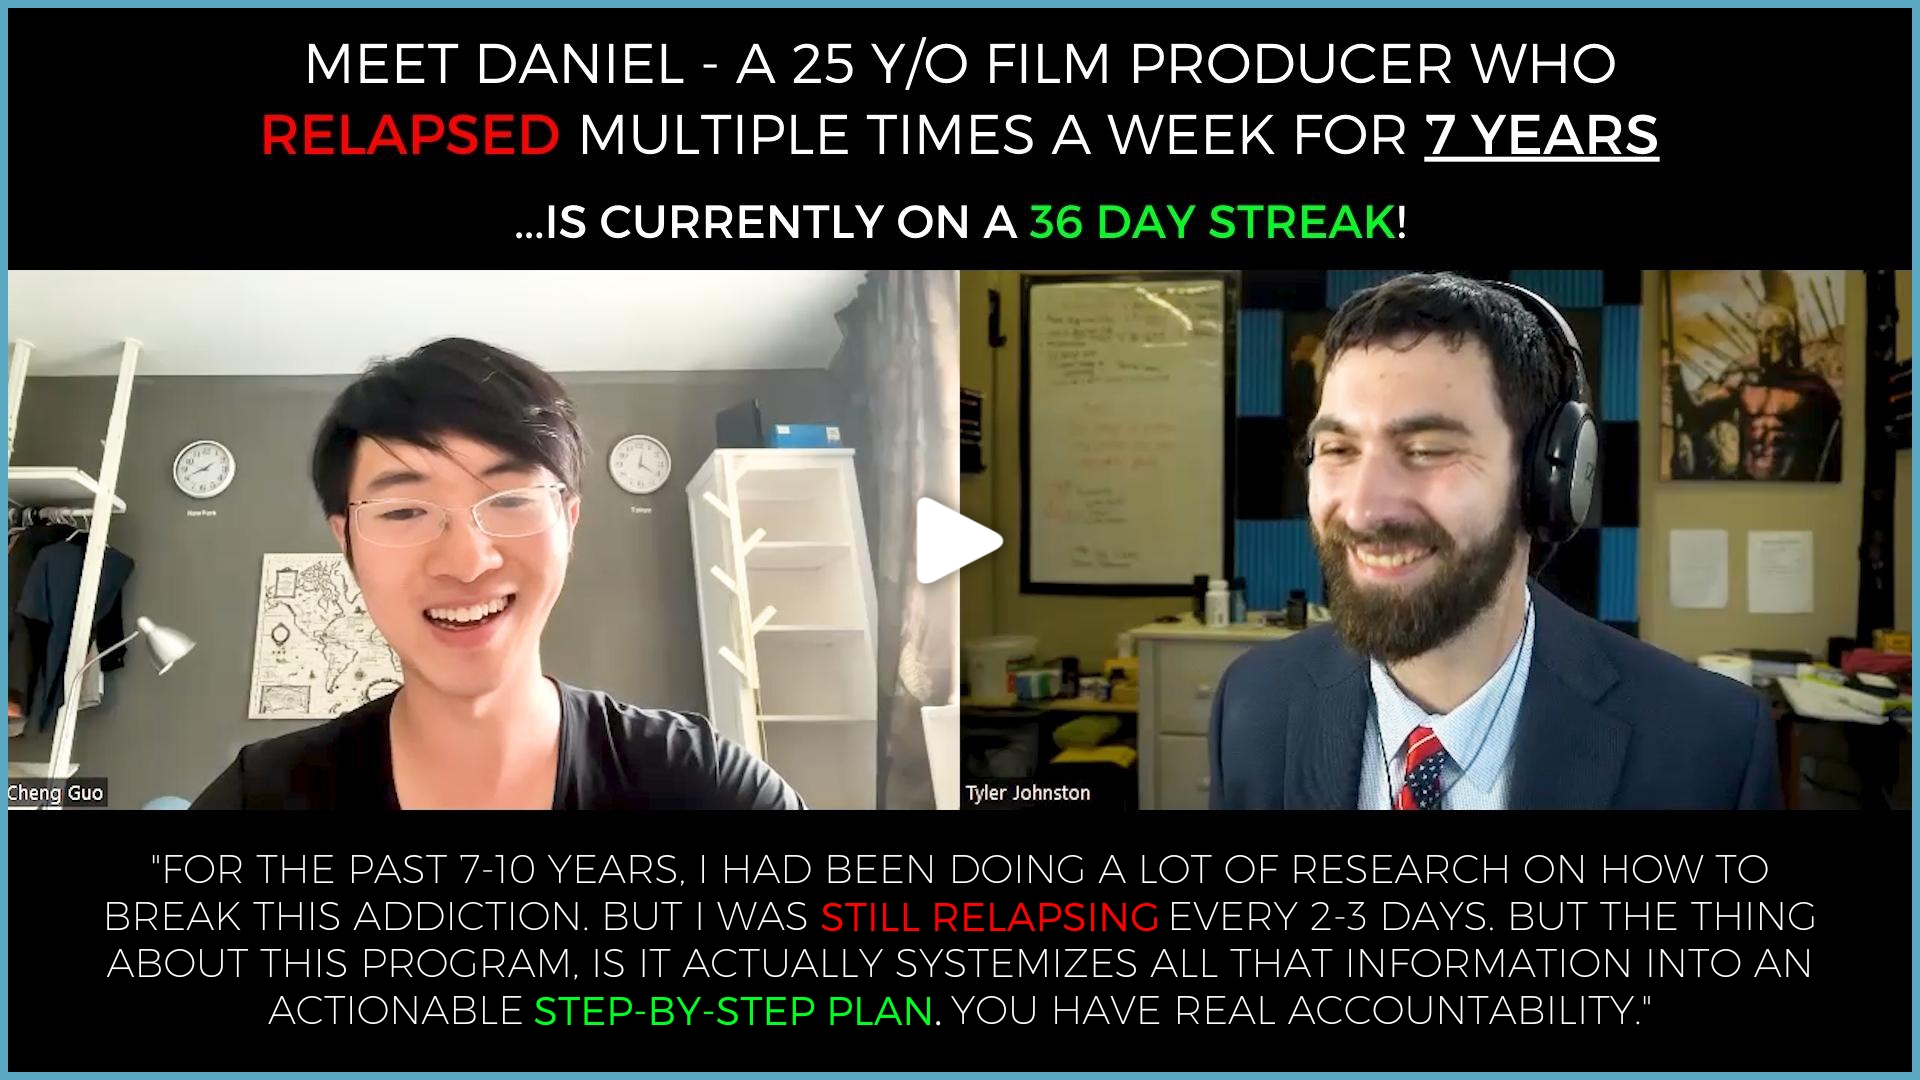 MEET DANIEL - A 25 Y/O FILM PRODUCER WHO
RELAPSED MULTIPLE TIMES A WEEK FOR 7 YEARS
...IS CURRENTLY ON A 36 DAY STREAK!
New York
Tokyo
Cheng Guo
Tyler Johnston
"FOR THE PAST 7-10 YEARS, I HAD BEEN DOING A LOT OF RESEARCH ON HOW TO
BREAK THIS ADDICTION. BUT I WAS STILL RELAPSING EVERY 2-3 DAYS. BUT THE THING
ABOUT THIS PROGRAM, IS IT ACTUALLY SYSTEMIZES ALL THAT INFORMATION INTO AN
ACTIONABLE STEP-BY-STEP PLAN. YOU HAVE REAL ACCOUNTABILITY."